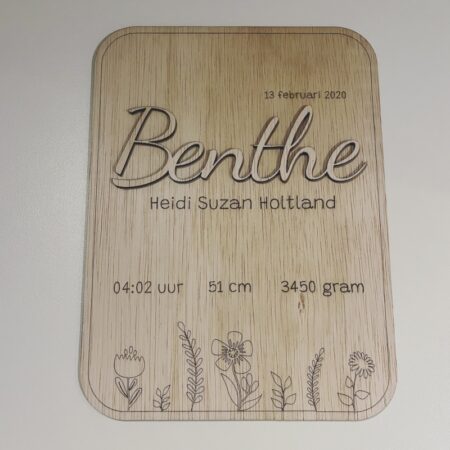 13 februari 2020
Benthe
Heidi Suzan Holtland
04:02 uur 51 cm 3450 gram